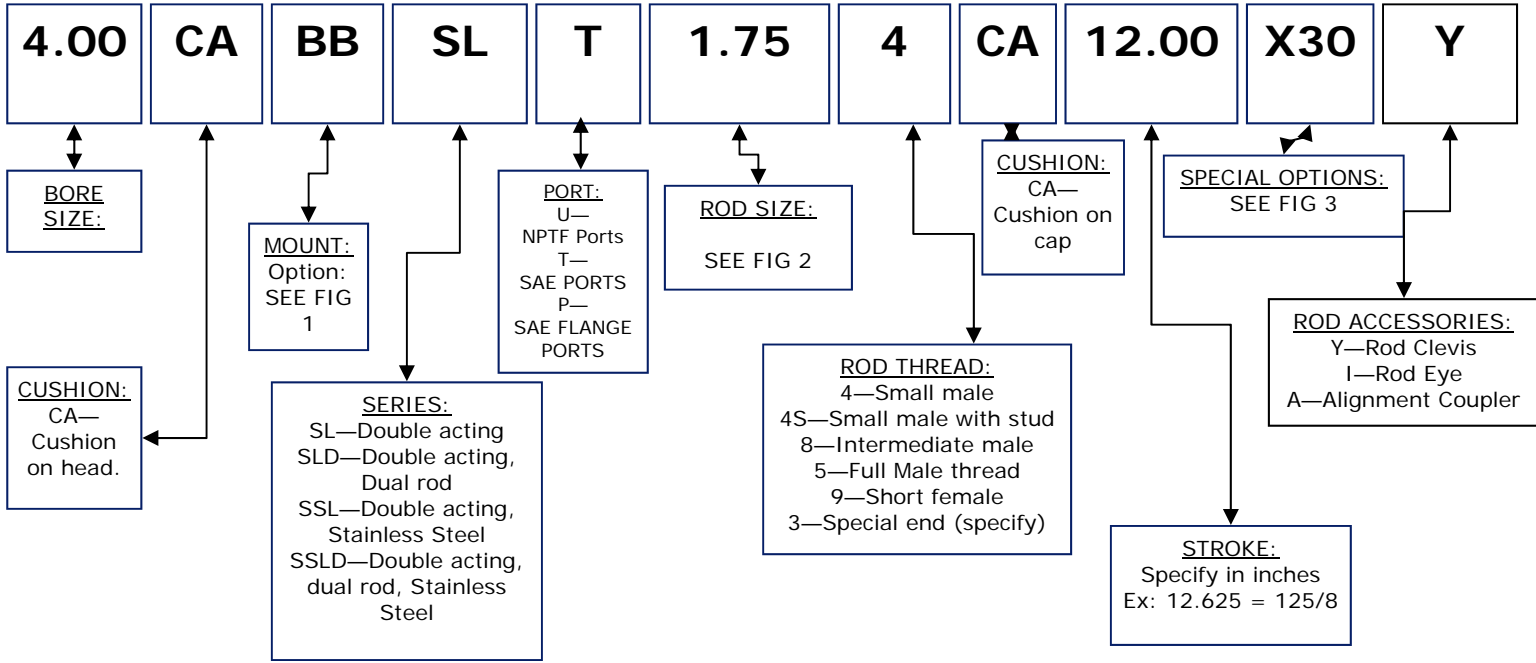 4.00 CA BB SL T 1.75 4 CA 12.00 X30 Y
BORE
SIZE:
CUSHION:
CA—
Cushion
on head.
MOUNT:
Option:
SEE FIG
1
SERIES:
SL—Double acting
SLD—Double acting,
Dual rod
SSL—Double acting,
Stainless Steel
SSLD—Double acting,
dual rod, Stainless
Steel
PORT:
U—
NPTF Ports
T—
SAE PORTS
P—
SAE FLANGE
PORTS
ROD SIZE:
SEE FIG 2
ROD THREAD:
4—Small male
4S—Small male with stud
8—Intermediate male
5—Full Male thread
9—Short female
3—Special end (specify)
CUSHION:
CA—
Cushion on
cap
STROKE:
Specify in inches
Ex: 12.625 = 125/8
SPECIAL OPTIONS:
SEE FIG 3
ROD ACCESSORIES:
Y—Rod Clevis
I—Rod Eye
A—Alignment Coupler